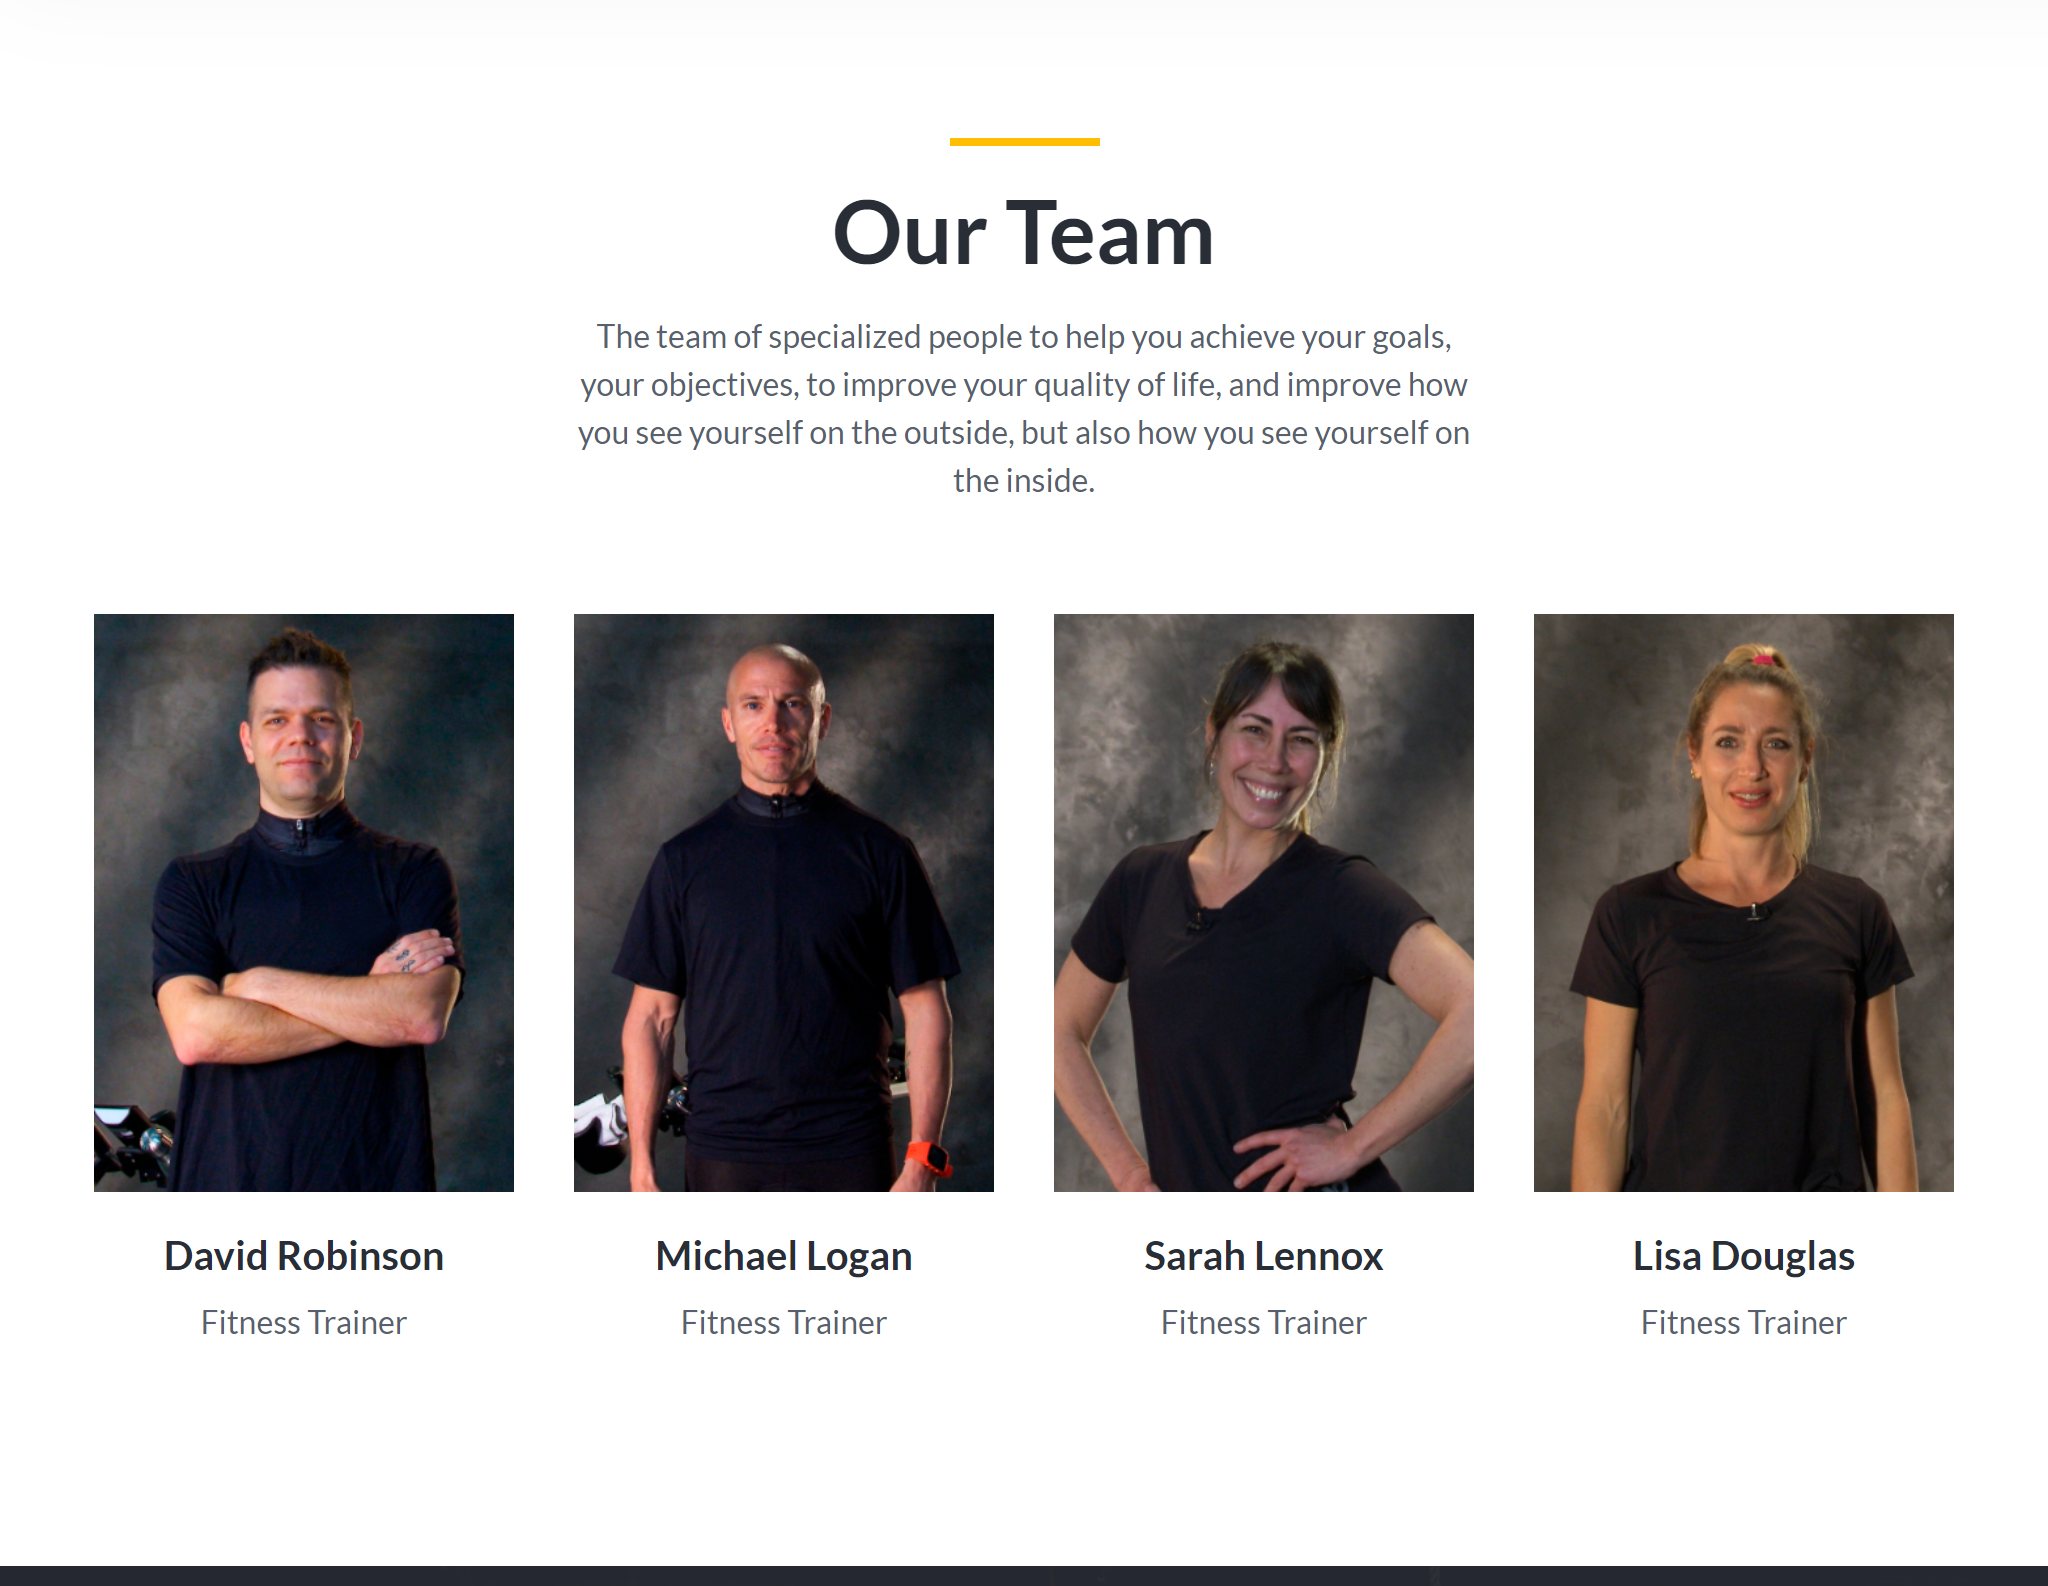 Our Team
The team of specialized people to help you achieve your goals,
your objectives, to improve your quality of life, and improve how
you see yourself on the outside, but also how you see yourself on
the inside.
David Robinson
Michael Logan
Sarah Lennox
Lisa Douglas
Fitness Trainer
Fitness Trainer
Fitness Trainer
Fitness Trainer